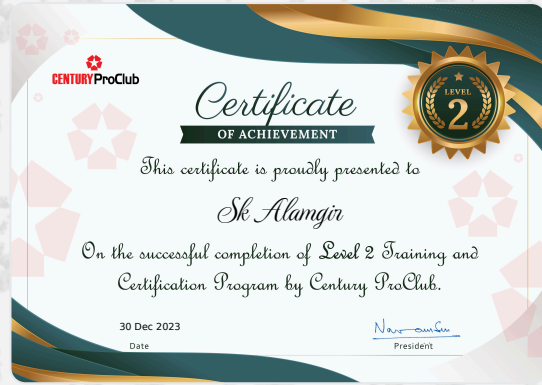 CENTURY ProClub
Certificate
OF ACHIEVEMENT
LEVEL
2
This certificate is proudly presented to
Sk Alamgir
On the successful completion of Level 2 Training and
Certification Program by Century ProClub.
30 Dec 2023
Date
President